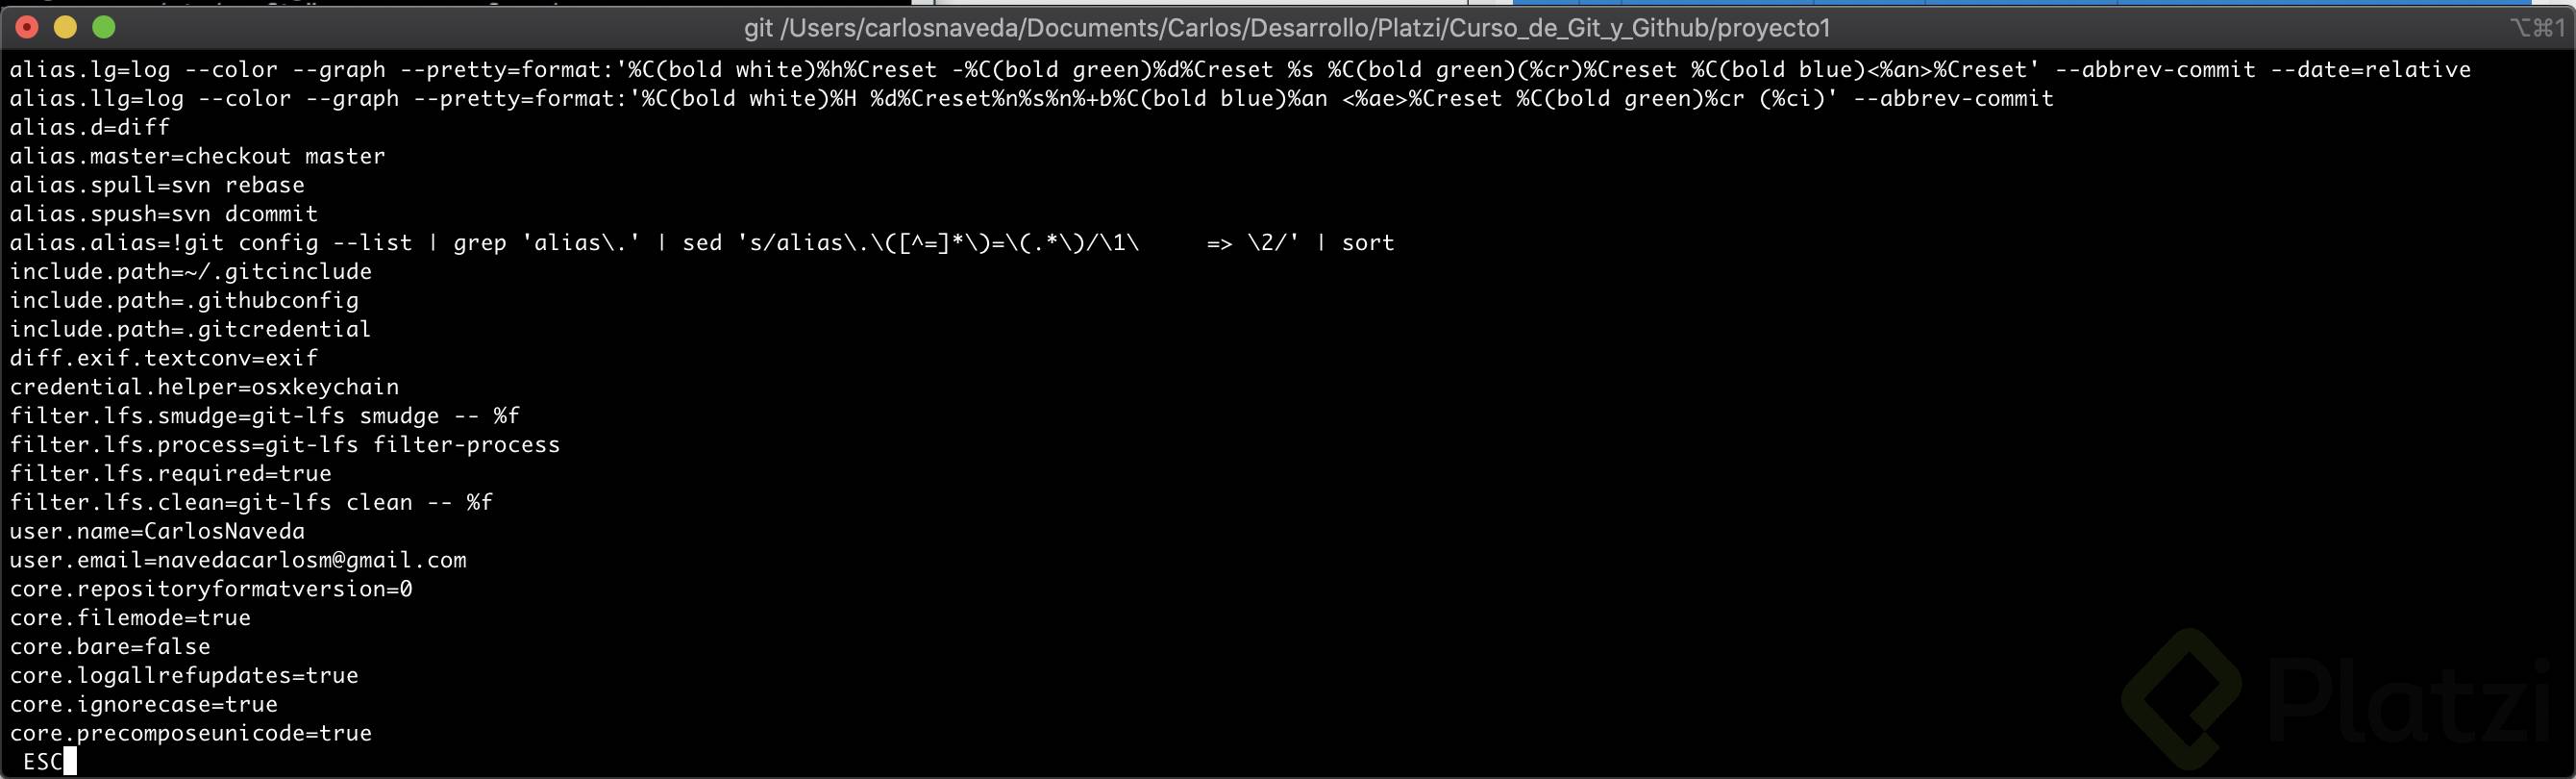 git /Users/carlosnaveda/Documents/Carlos/Desarrollo/Platzi/Curso_de_Git_y_Github/proyecto1 ⌥⌘1
alias.lg=log --color --graph --pretty=format:'%C(bold white)%h%Creset -%C(bold green)%d%Creset %s %C(bold green)(%cr)%Creset %C(bold blue)<%an>%Creset' --abbrev-commit --date=relative
alias.llg=log --color --graph --pretty=format:'%C(bold white)%H %d%Creset%n%s%n%+b%C(bold blue)%an <%ae>%Creset %C(bold green)%cr (%ci)' --abbrev-commit
alias.d=diff
alias.master=checkout master
alias.spull=svn rebase
alias.spush=svn dcommit
alias.alias=!git config --list | grep 'alias\.' | sed 's/alias\.\([^=]*\)=\(.*\)/\1\     => \2/' | sort
include.path=~/.gitcinclude
include.path=.githubconfig
include.path=.gitcredential
diff.exif.textconv=exif
credential.helper=osxkeychain
filter.lfs.smudge=git-lfs smudge -- %f
filter.lfs.process=git-lfs filter-process
filter.lfs.required=true
filter.lfs.clean=git-lfs clean -- %f
user.name=CarlosNaveda
user.email=navedacarlosm@gmail.com
core.repositoryformatversion=0
core.filemode=true
core.bare=false
core.logallrefupdates=true
core.ignorecase=true
core.precomposeunicode=true
ESC
Platzi